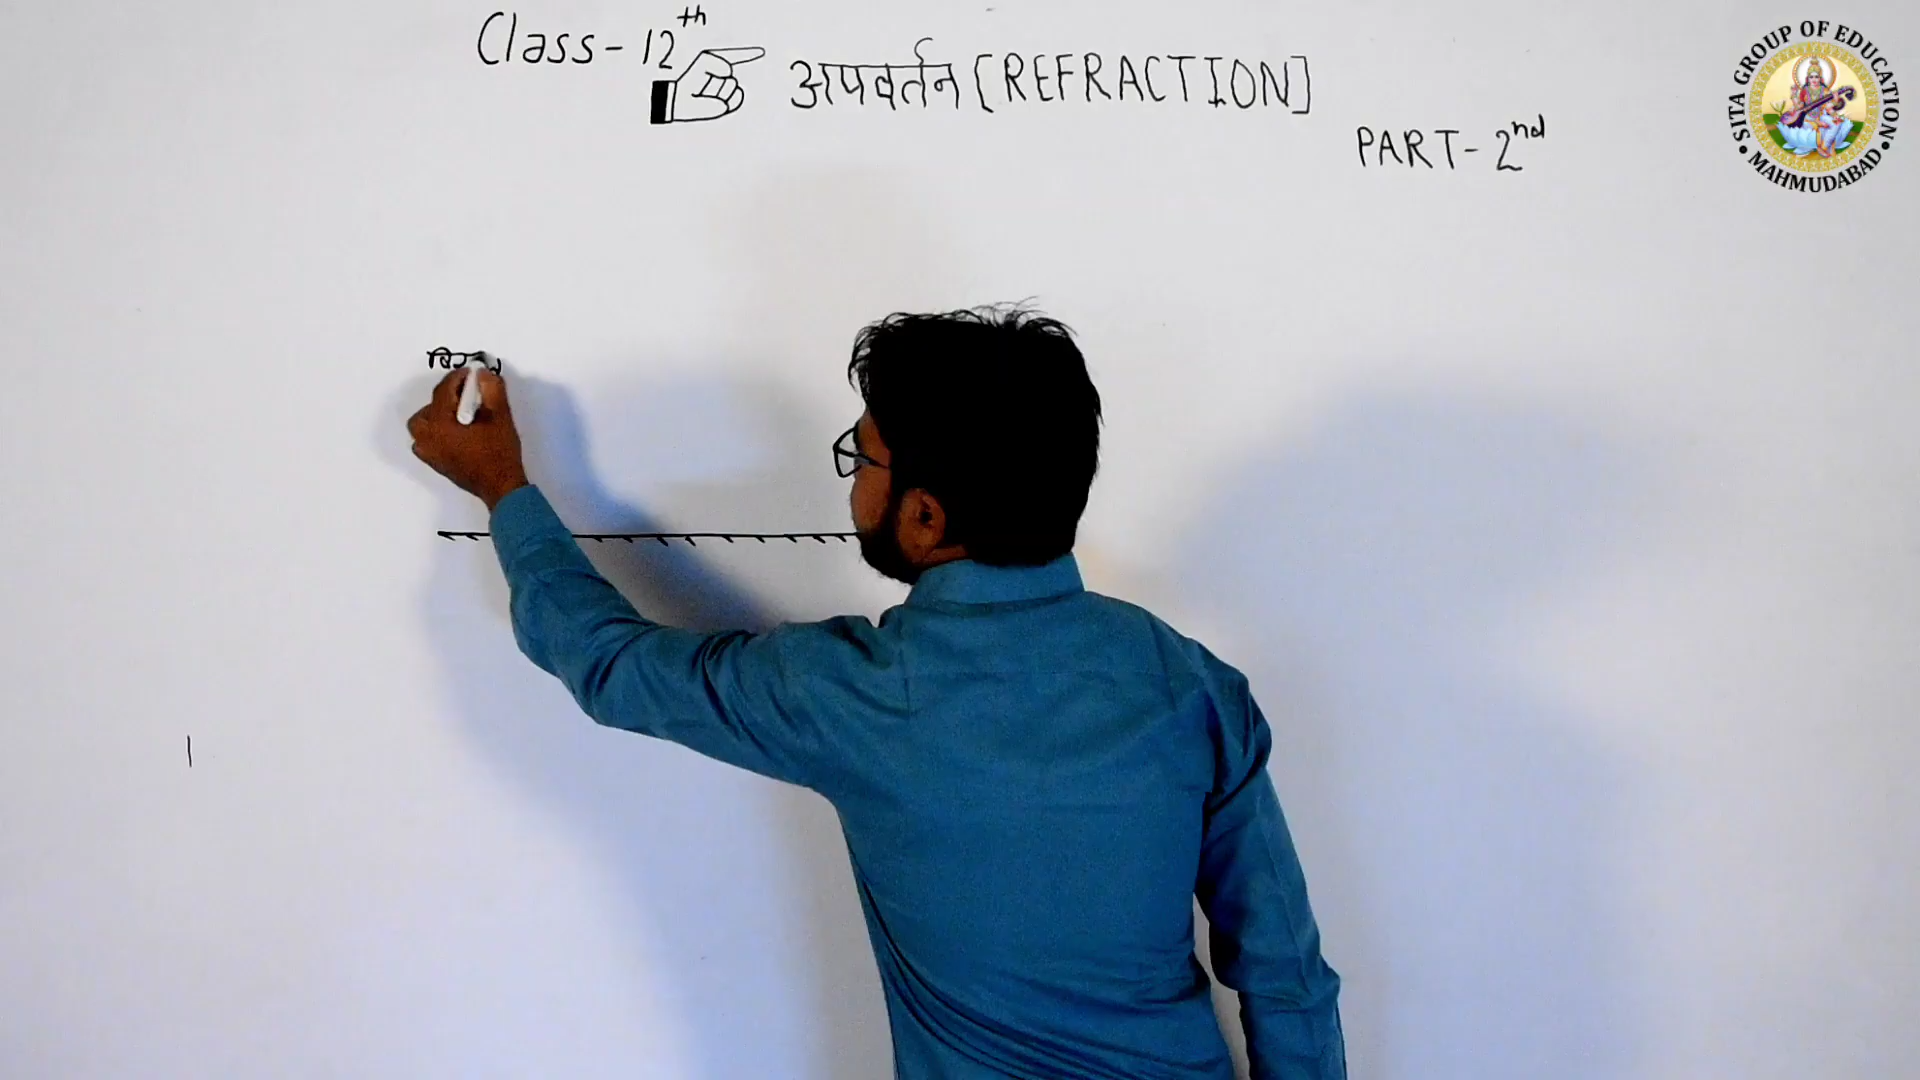 Class-12th
अपवर्तन [REFRACTION]
PART-2nd
SITA GROUP OF EDUCATION
• MAHMUDABAD •